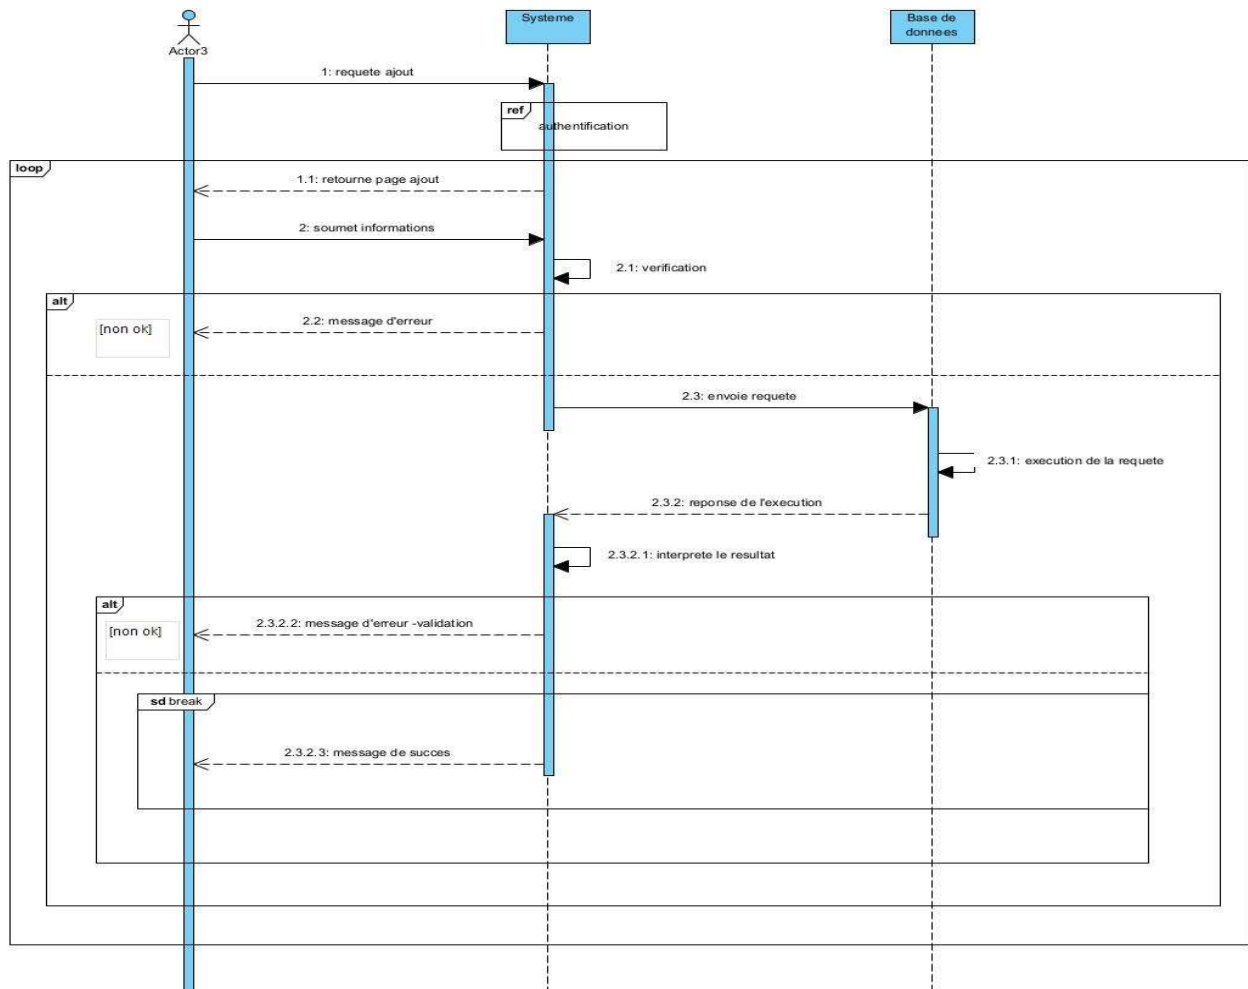 Systeme
Base de
donnees
Actor3
1: requete ajout
ref
authentification
loop
1.1: retourne page ajout
2: soumet informations
2.1: verification
alt
[non ok]
2.2: message d'erreur
2.3: envoie requete
2.3.1: execution de la requete
2.3.2: reponse de l'execution
2.3.2.1: interprete le resultat
alt
[non ok]
2.3.2.2: message d'erreur -validation
sd break
2.3.2.3: message de succes